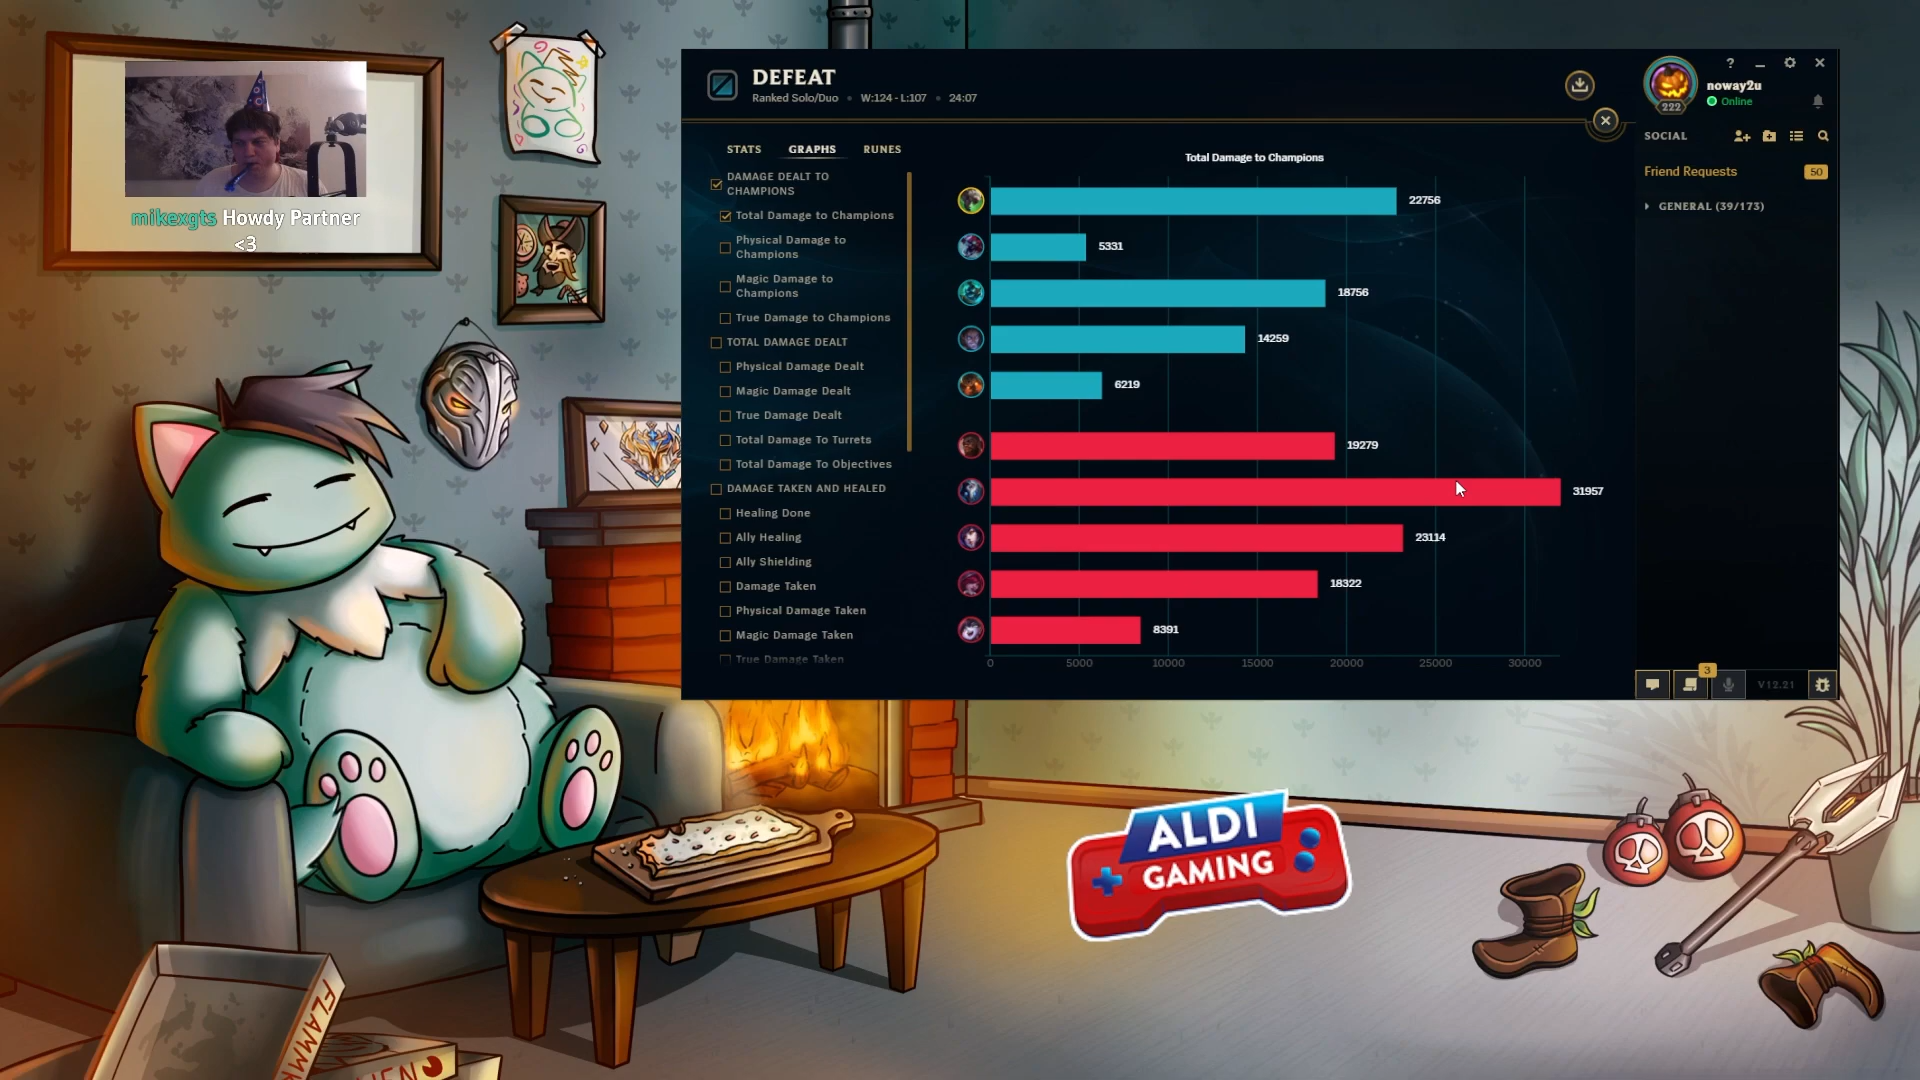 mikexgts Howdy Partner
<3
DEFEAT
Ranked Solo/Duo • W:124 - L:107 • 24:07
STATS GRAPHS RUNES
DAMAGE DEALT TO
CHAMPIONS
Total Damage to Champions
Physical Damage to
Champions
Magic Damage to
Champions
True Damage to Champions
TOTAL DAMAGE DEALT
Physical Damage Dealt
Magic Damage Dealt
True Damage Dealt
Total Damage To Turrets
Total Damage To Objectives
DAMAGE TAKEN AND HEALED
Healing Done
Ally Healing
Ally Shielding
Damage Taken
Physical Damage Taken
Magic Damage Taken
True Damage Taken
Total Damage to Champions
22756
5331
18756
14259
6219
19279
31957
23114
18322
8391
0 5000 10000 15000 20000 25000 30000
222
noway2u
Online
SOCIAL
Friend Requests 50
GENERAL (39/173)
3
V12.21
ALDI
GAMING